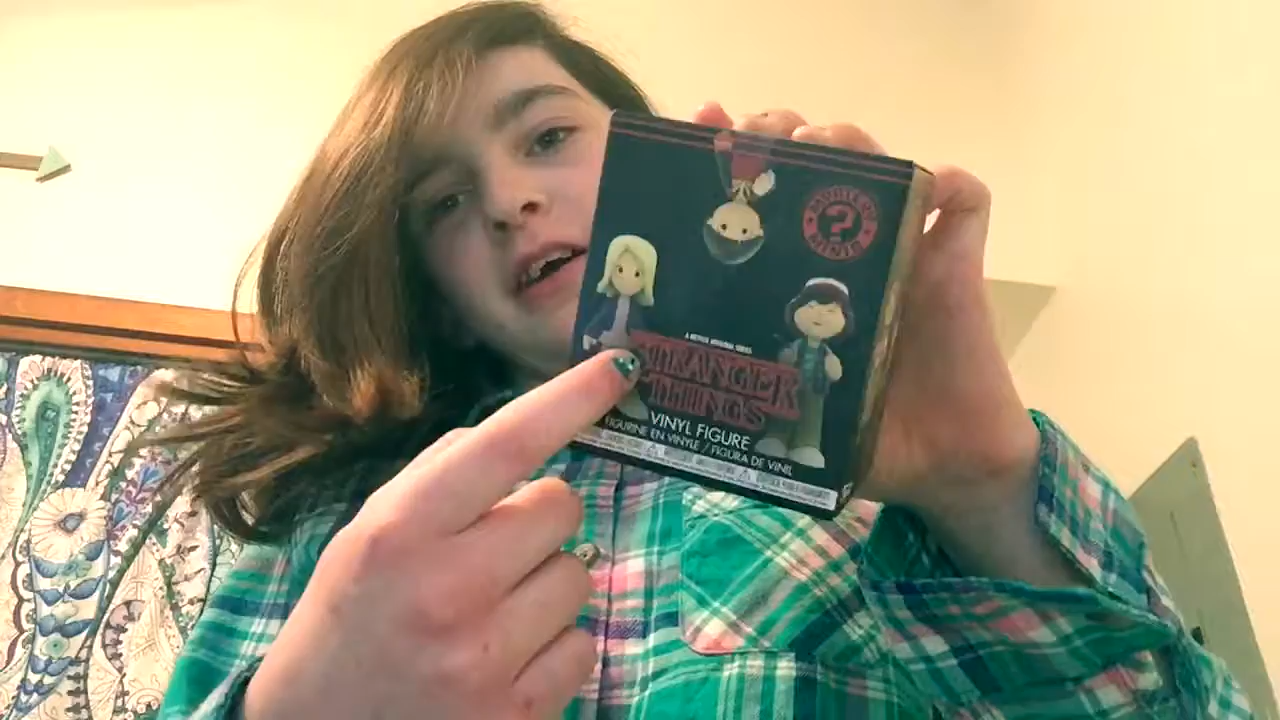 MYSTERY
?
MINIS
A NETFLIX ORIGINAL SERIES
STRANGER
THINGS
VINYL FIGURE
FIGURINE EN VINYLE / FIGURA DE VINIL